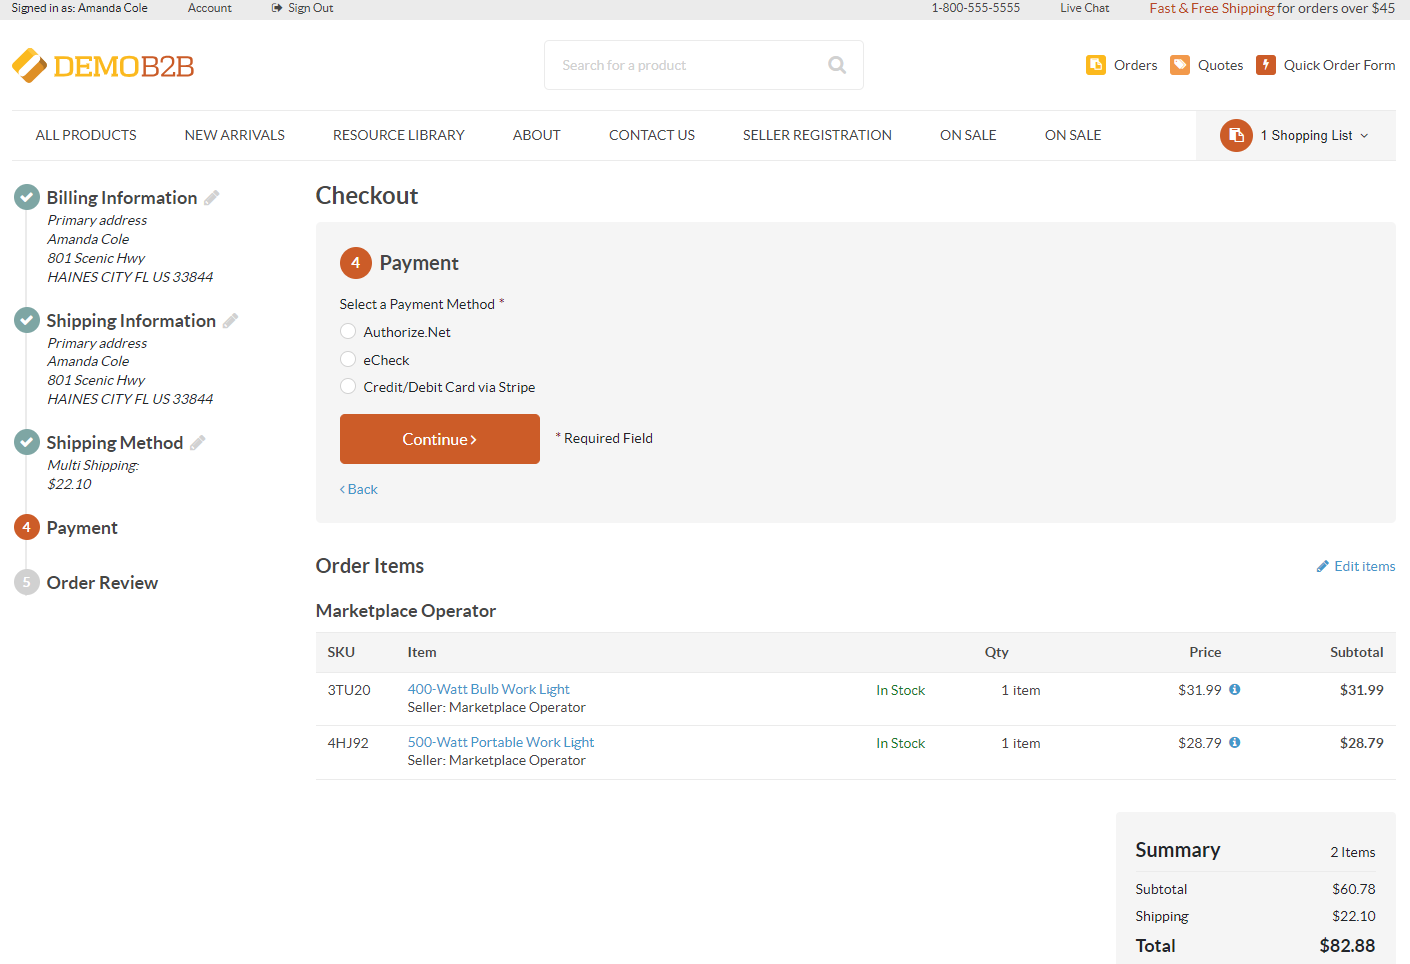 Signed in as: Amanda Cole Account Sign Out 1-800-555-5555 Live Chat Fast & Free Shipping for orders over $45
DEMOB2B Search for a product Orders Quotes Quick Order Form
ALL PRODUCTS NEW ARRIVALS RESOURCE LIBRARY ABOUT CONTACT US SELLER REGISTRATION ON SALE ON SALE 1 Shopping List
Billing Information
Primary address
Amanda Cole
801 Scenic Hwy
HAINES CITY FL US 33844
Shipping Information
Primary address
Amanda Cole
801 Scenic Hwy
HAINES CITY FL US 33844
Shipping Method
Multi Shipping:
$22.10
4 Payment
5 Order Review
Checkout
4 Payment
Select a Payment Method *
Authorize.Net
eCheck
Credit/Debit Card via Stripe
Continue › * Required Field
‹ Back
Order Items Edit items
Marketplace Operator
SKU Item Qty Price Subtotal
3TU20 400-Watt Bulb Work Light In Stock 1 item $31.99 $31.99
Seller: Marketplace Operator
4HJ92 500-Watt Portable Work Light In Stock 1 item $28.79 $28.79
Seller: Marketplace Operator
Summary 2 Items
Subtotal $60.78
Shipping $22.10
Total $82.88